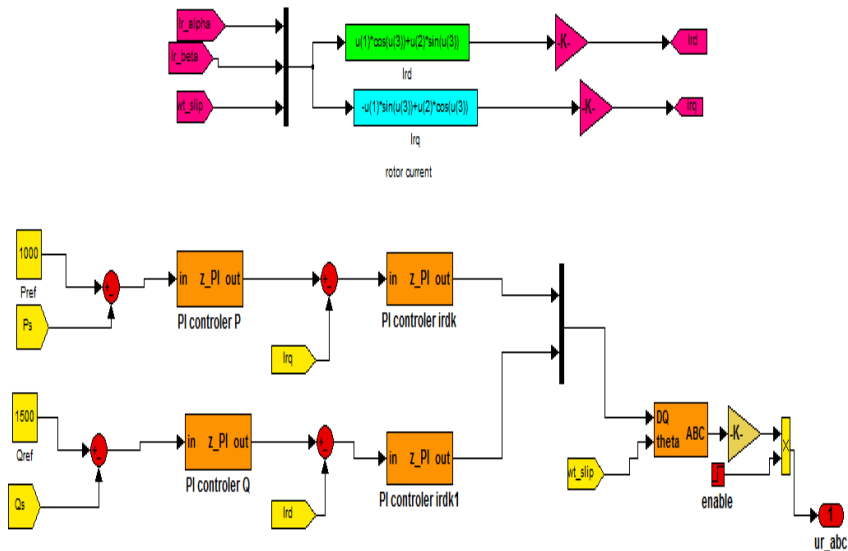 ir_alpha
ir_beta
wt_slip
u(1)*cos(u(3))+u(2)*sin(u(3))
Ird
-K-
Ird
-u(1)*sin(u(3))+u(2)*cos(u(3))
Irq
-K-
Irq
rotor current
1000
Pref
Ps
in z_PI out
PI controler P
Irq
in z_PI out
PI controler irdk
1500
Qref
Qs
in z_PI out
PI controler Q
Ird
in z_PI out
PI controler irdk1
DQ
theta
ABC
-K-
wt_slip
enable
X
1
ur_abc